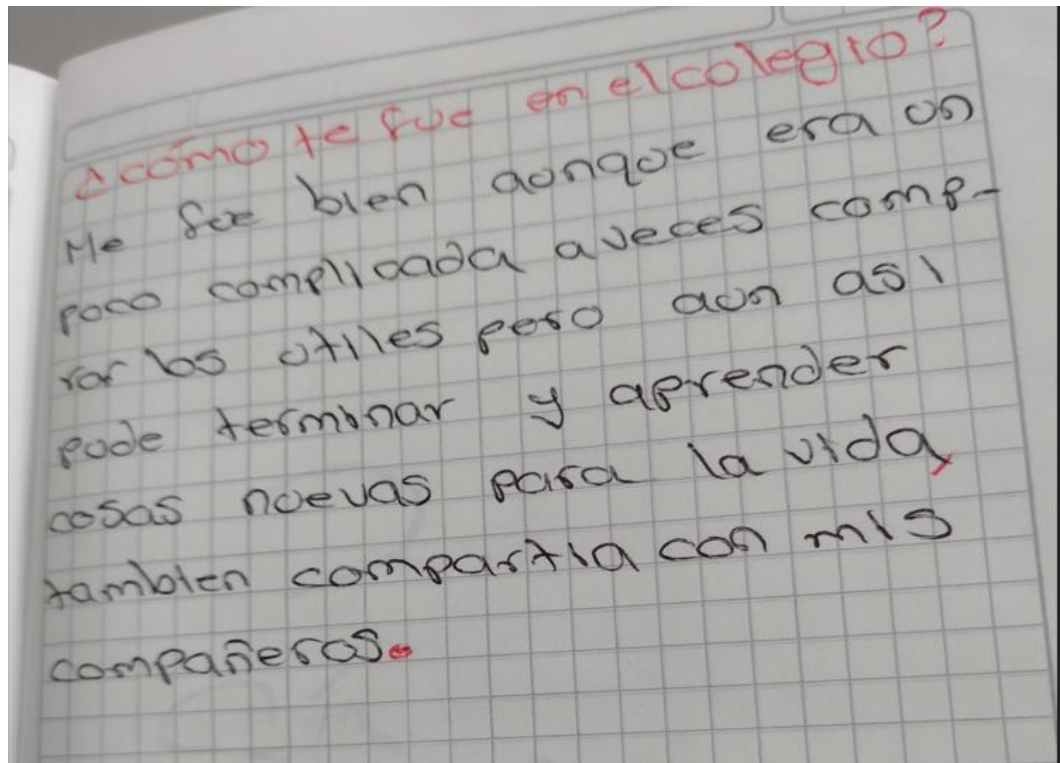 ¿cómo te fue en el colegio?
Me fue bien aunque era un
poco complicada aveces comp-
rar los utiles pero aun asi
pude terminar y aprender
cosas nuevas para la vida,
tambien compartia con mis
compañeros.